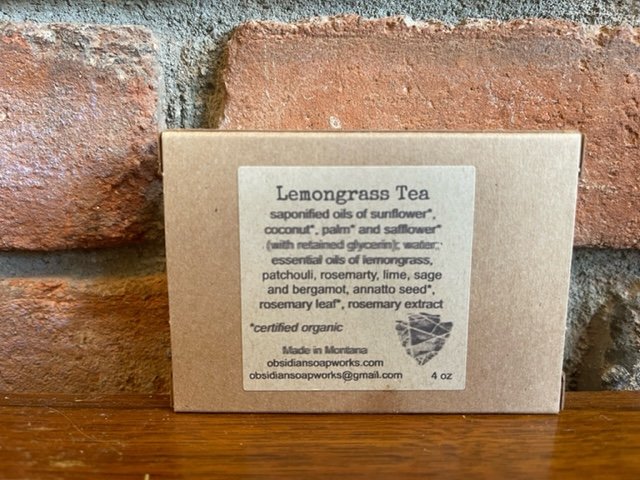 Lemongrass Tea
saponified oils of sunflower*,
coconut*, palm* and safflower*
(with retained glycerin); water;
essential oils of lemongrass,
patchouli, rosemarty, lime, sage
and bergamot, annatto seed*,
rosemary leaf*, rosemary extract
*certified organic
Made in Montana
obsidiansoapworks.com
obsidiansoapworks@gmail.com
4 oz